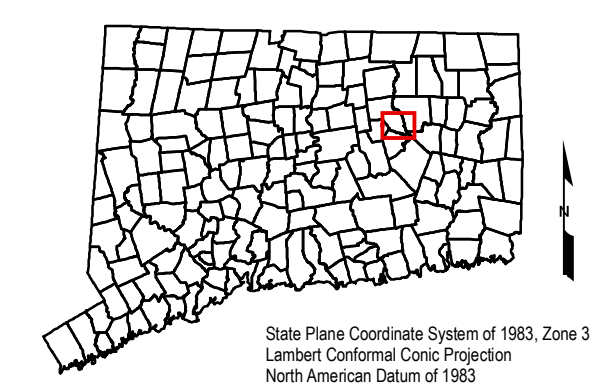 N
State Plane Coordinate System of 1983, Zone 3
Lambert Conformal Conic Projection
North American Datum of 1983